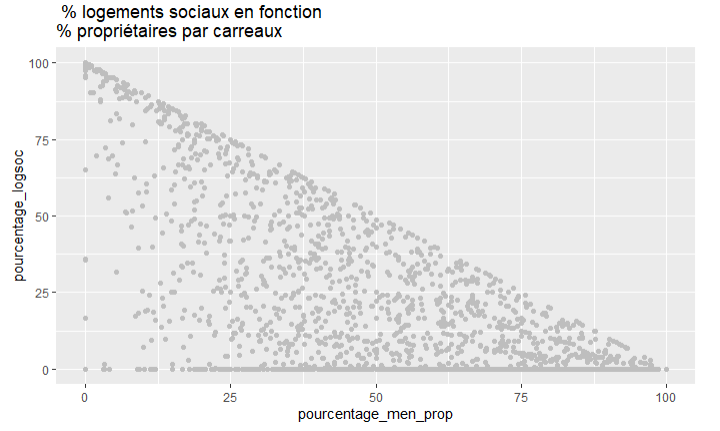 % logements sociaux en fonction
% propriétaires par carreaux
100
75
50
25
0
pourcentage_logsoc
0 25 50 75 100
pourcentage_men_prop